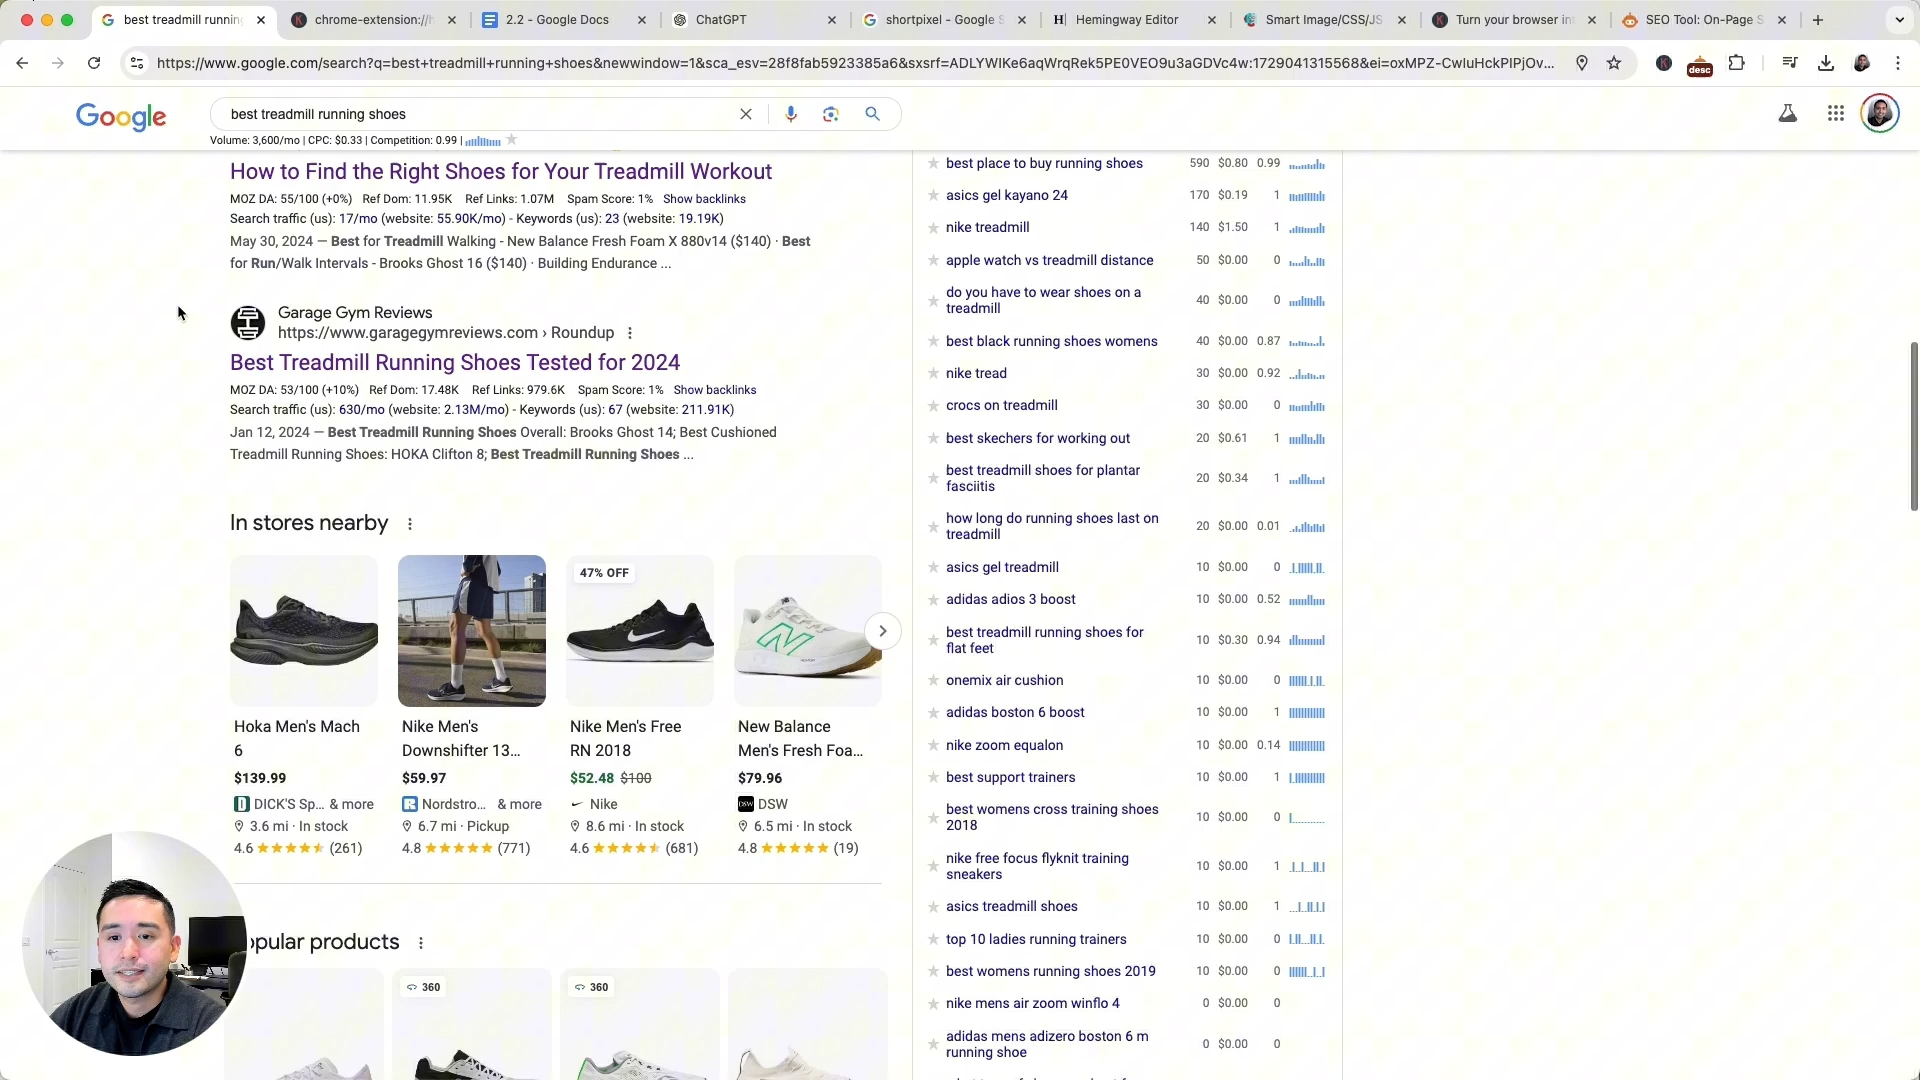 best treadmill runnin
chrome-extension://h
2.2 - Google Docs
ChatGPT
shortpixel - Google S
Hemingway Editor
Smart Image/CSS/JS
Turn your browser in
SEO Tool: On-Page S
https://www.google.com/search?q=best+treadmill+running+shoes&newwindow=1&sca_esv=28f8fab5923385a6&sxsrf=ADLYWIKe6aqWrqRek5PE0VEO9u3aGDVc4w:1729041315568&ei=oxMPZ-CwIuHckPIPjOv...
desc
Google
best treadmill running shoes
Volume: 3,600/mo | CPC: $0.33 | Competition: 0.99 |
How to Find the Right Shoes for Your Treadmill Workout
MOZ DA: 55/100 (+0%) Ref Dom: 11.95K Ref Links: 1.07M Spam Score: 1% Show backlinks
Search traffic (us): 17/mo (website: 55.90K/mo) - Keywords (us): 23 (website: 19.19K)
May 30, 2024 — Best for Treadmill Walking - New Balance Fresh Foam X 880v14 ($140) · Best
for Run/Walk Intervals - Brooks Ghost 16 ($140) · Building Endurance ...
Garage Gym Reviews
https://www.garagegymreviews.com › Roundup
Best Treadmill Running Shoes Tested for 2024
MOZ DA: 53/100 (+10%) Ref Dom: 17.48K Ref Links: 979.6K Spam Score: 1% Show backlinks
Search traffic (us): 630/mo (website: 2.13M/mo) - Keywords (us): 67 (website: 211.91K)
Jan 12, 2024 — Best Treadmill Running Shoes Overall: Brooks Ghost 14; Best Cushioned
Treadmill Running Shoes: HOKA Clifton 8; Best Treadmill Running Shoes ...
In stores nearby
47% OFF
Hoka Men's Mach
6
$139.99
DICK'S Sp... & more
3.6 mi · In stock
4.6 (261)
Nike Men's
Downshifter 13...
$59.97
Nordstro... & more
6.7 mi · Pickup
4.8 (771)
Nike Men's Free
RN 2018
$52.48 $100
Nike
8.6 mi · In stock
4.6 (681)
New Balance
Men's Fresh Foa...
$79.96
DSW DSW
6.5 mi · In stock
4.8 (19)
opular products
360
360
best place to buy running shoes 590 $0.80 0.99
asics gel kayano 24 170 $0.19 1
nike treadmill 140 $1.50 1
apple watch vs treadmill distance 50 $0.00 0
do you have to wear shoes on a
treadmill 40 $0.00 0
best black running shoes womens 40 $0.00 0.87
nike tread 30 $0.00 0.92
crocs on treadmill 30 $0.00 0
best skechers for working out 20 $0.61 1
best treadmill shoes for plantar
fasciitis 20 $0.34 1
how long do running shoes last on
treadmill 20 $0.00 0.01
asics gel treadmill 10 $0.00 0
adidas adios 3 boost 10 $0.00 0.52
best treadmill running shoes for
flat feet 10 $0.30 0.94
onemix air cushion 10 $0.00 0
adidas boston 6 boost 10 $0.00 1
nike zoom equalon 10 $0.00 0.14
best support trainers 10 $0.00 1
best womens cross training shoes
2018 10 $0.00 0
nike free focus flyknit training
sneakers 10 $0.00 1
asics treadmill shoes 10 $0.00 1
top 10 ladies running trainers 10 $0.00 0
best womens running shoes 2019 10 $0.00 0
nike mens air zoom winflo 4 0 $0.00 0
adidas mens adizero boston 6 m
running shoe 0 $0.00 0